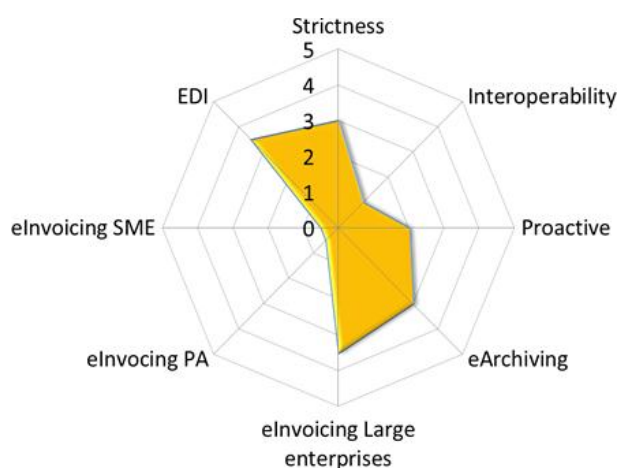 Strictness
5
4
3
2
1
0
EDI
Interoperability
eInvoicing SME
Proactive
eInvocing PA
eArchiving
eInvoicing Large
enterprises